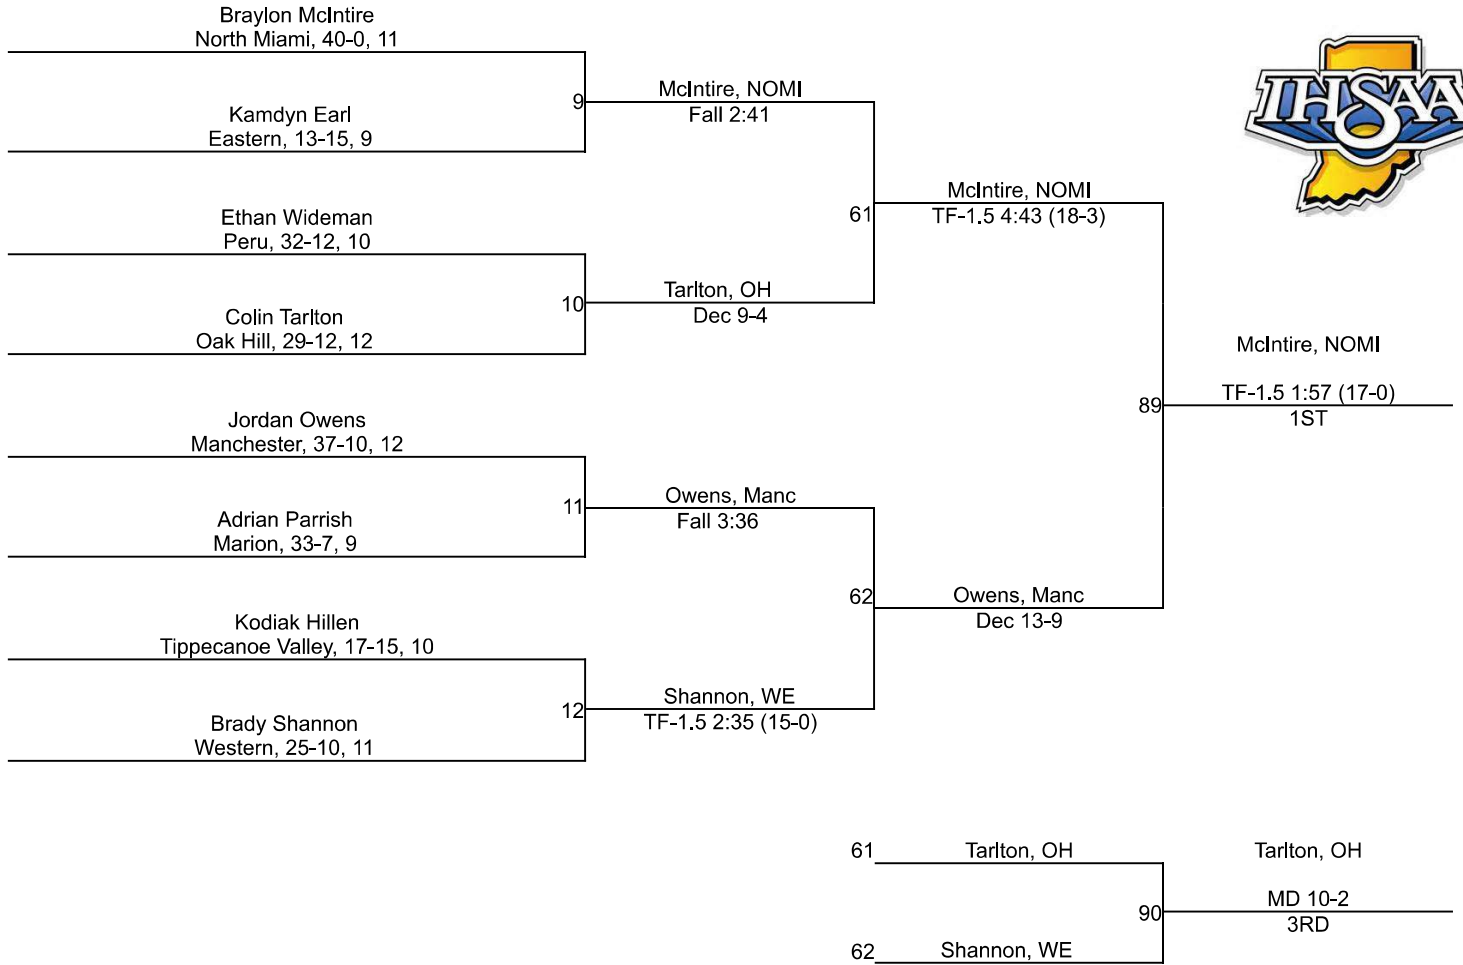 Braylon McIntire
North Miami, 40-0, 11
Kamdyn Earl
Eastern, 13-15, 9
Ethan Wideman
Peru, 32-12, 10
Colin Tarlton
Oak Hill, 29-12, 12
Jordan Owens
Manchester, 37-10, 12
Adrian Parrish
Marion, 33-7, 9
Kodiak Hillen
Tippecanoe Valley, 17-15, 10
Brady Shannon
Western, 25-10, 11
9
McIntire, NOMI
Fall 2:41
10
Tarlton, OH
Dec 9-4
11
Owens, Manc
Fall 3:36
12
Shannon, WE
TF-1.5 2:35 (15-0)
61
McIntire, NOMI
TF-1.5 4:43 (18-3)
62
Owens, Manc
Dec 13-9
89
McIntire, NOMI
TF-1.5 1:57 (17-0)
1ST
IHSAA
61
Tarlton, OH
62
Shannon, WE
90
Tarlton, OH
MD 10-2
3RD